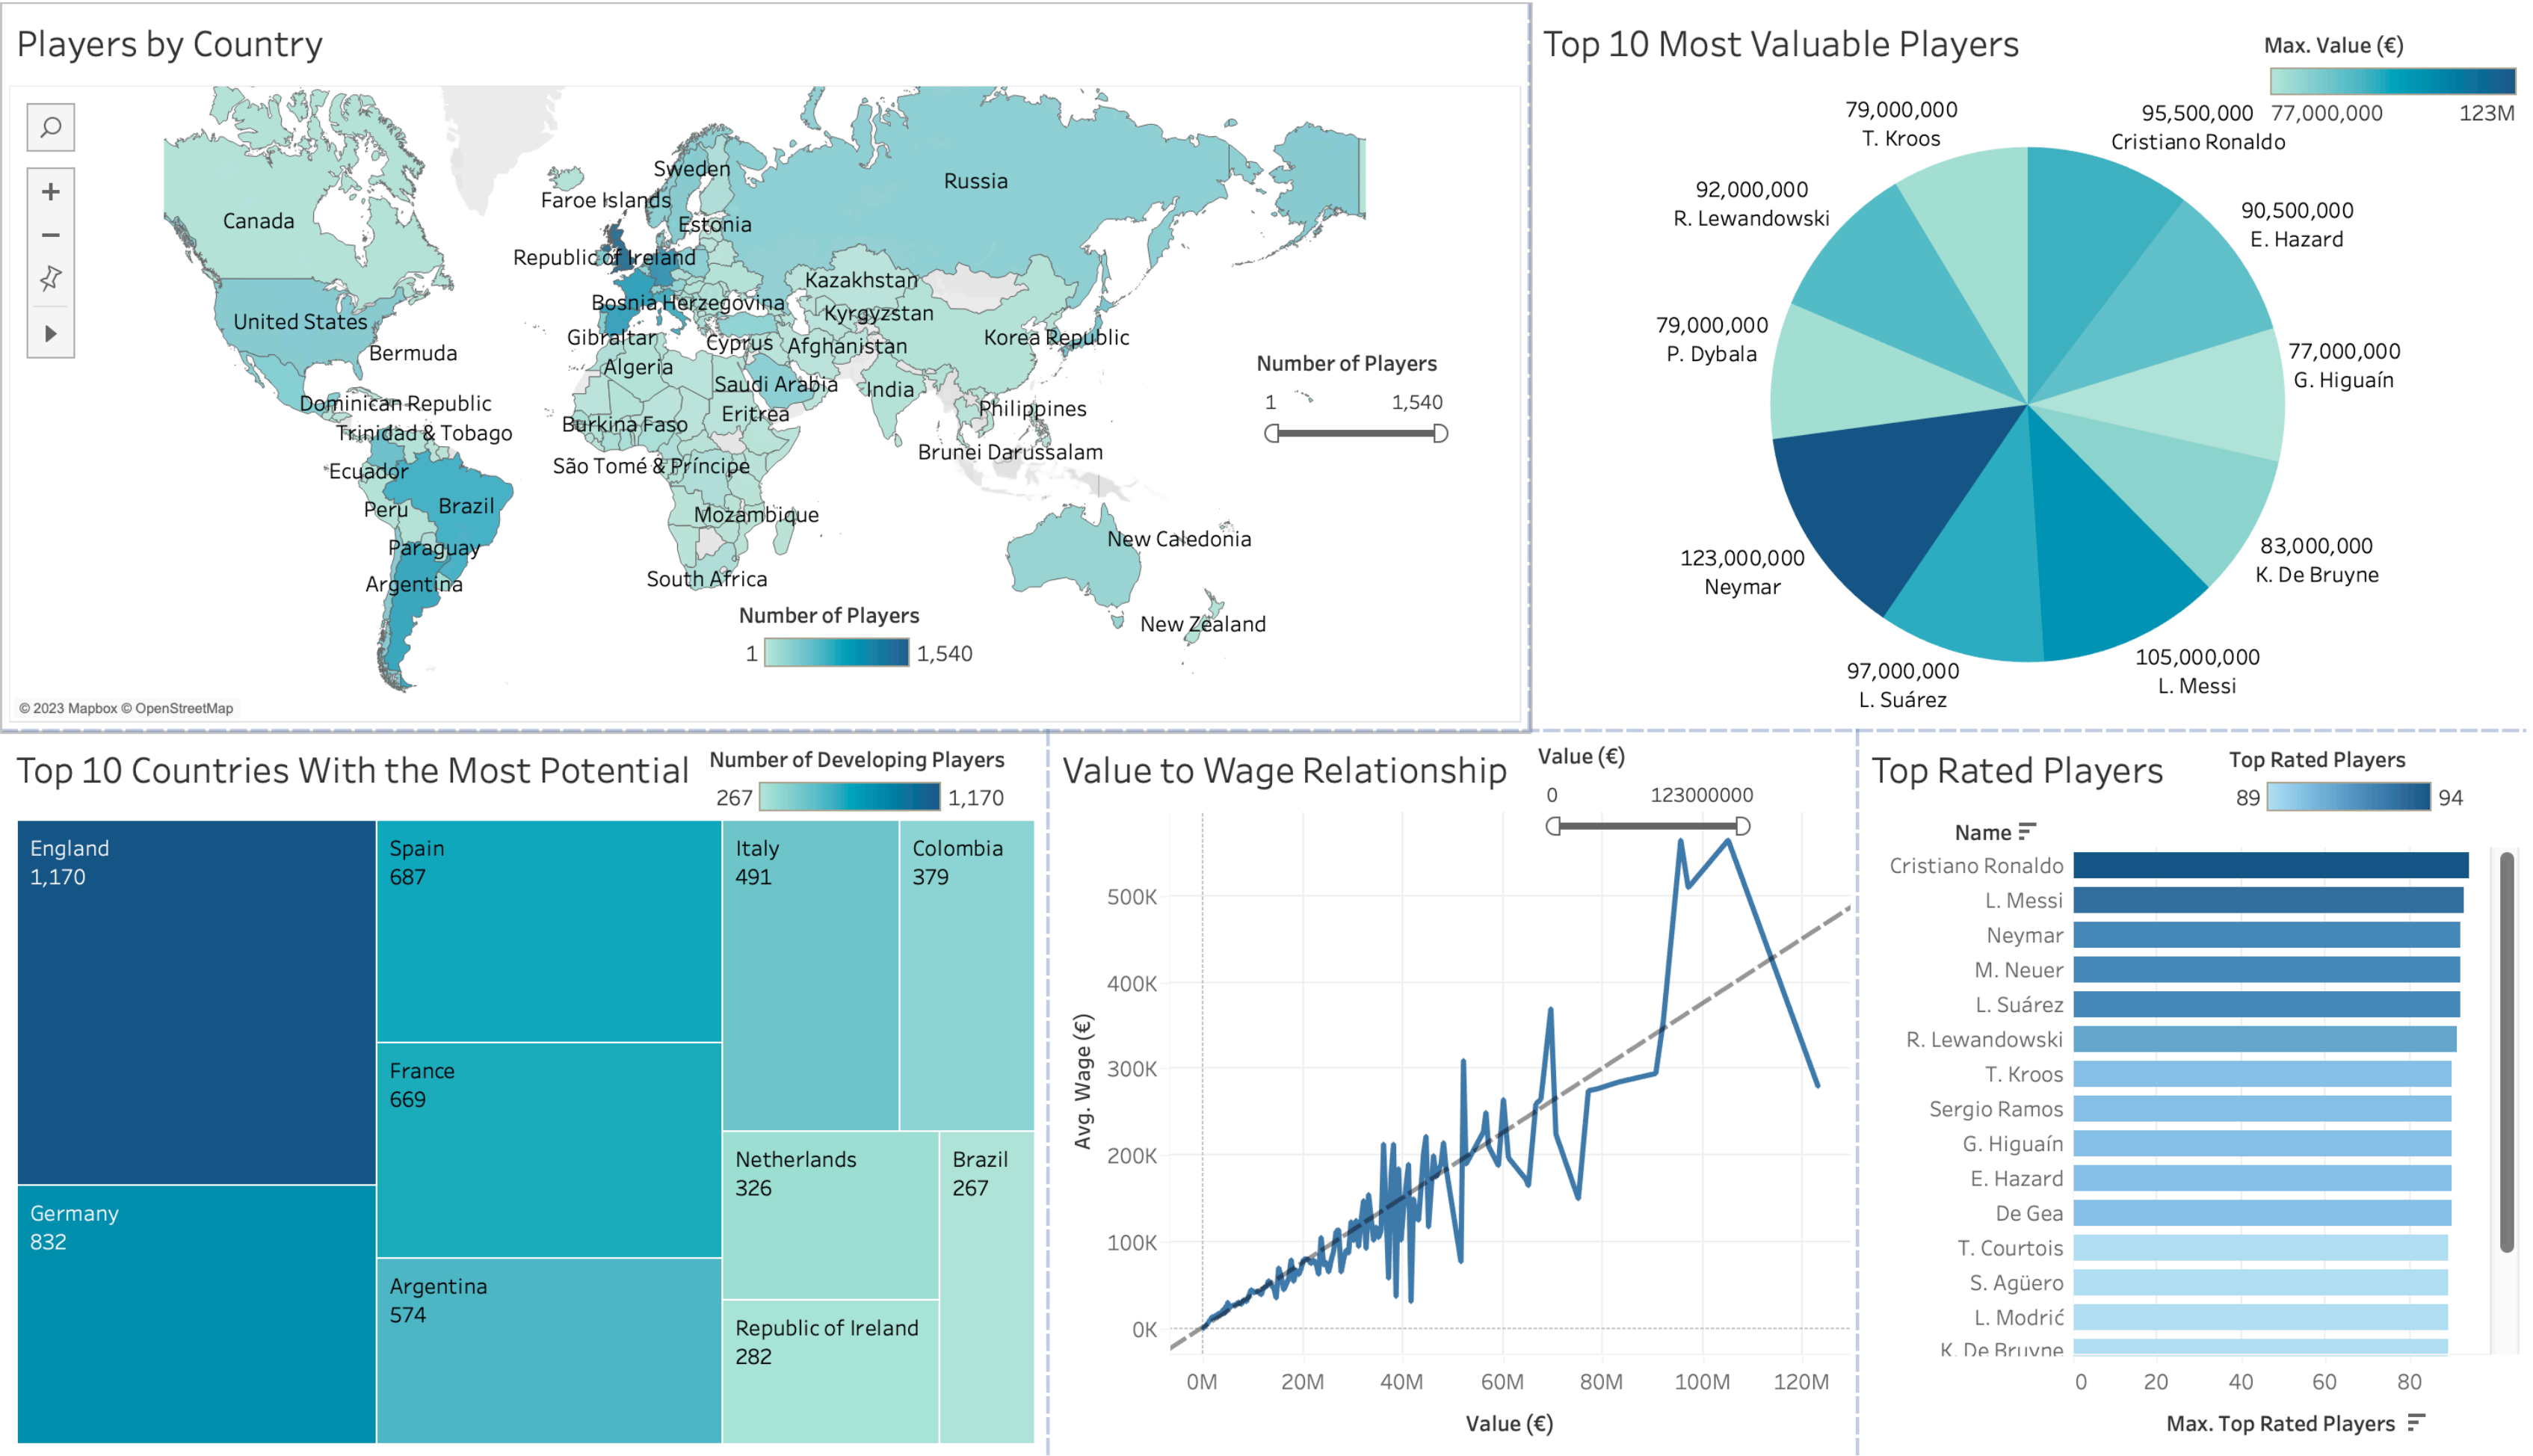 Players by Country
Canada
United States
Bermuda
Dominican Republic
Trinidad & Tobago
Ecuador
Peru
Brazil
Paraguay
Argentina
Sweden
Faroe Islands
Estonia
Republic of Ireland
Bosnia Herzegovina
Gibraltar
Cyprus
Algeria
Saudi Arabia
Burkina Faso
Eritrea
São Tomé & Príncipe
Mozambique
South Africa
Russia
Kazakhstan
Kyrgyzstan
Afghanistan
Korea Republic
India
Philippines
Brunei Darussalam
New Caledonia
New Zealand
Number of Players
1 1,540
Number of Players
1 1,540
© 2023 Mapbox © OpenStreetMap
Top 10 Most Valuable Players
Max. Value (€)
77,000,000 123M
79,000,000
T. Kroos
95,500,000
Cristiano Ronaldo
92,000,000
R. Lewandowski
90,500,000
E. Hazard
79,000,000
P. Dybala
77,000,000
G. Higuaín
123,000,000
Neymar
83,000,000
K. De Bruyne
97,000,000
L. Suárez
105,000,000
L. Messi
Top 10 Countries With the Most Potential
Number of Developing Players
267 1,170
England
1,170
Germany
832
Spain
687
France
669
Argentina
574
Italy
491
Colombia
379
Netherlands
326
Republic of Ireland
282
Brazil
267
Value to Wage Relationship
Value (€)
0 123000000
Avg. Wage (€)
500K
400K
300K
200K
100K
0K
0M 20M 40M 60M 80M 100M 120M
Value (€)
Top Rated Players
Top Rated Players
89 94
Name
Cristiano Ronaldo
L. Messi
Neymar
M. Neuer
L. Suárez
R. Lewandowski
T. Kroos
Sergio Ramos
G. Higuaín
E. Hazard
De Gea
T. Courtois
S. Agüero
L. Modrić
K. De Bruyne
0 20 40 60 80
Max. Top Rated Players